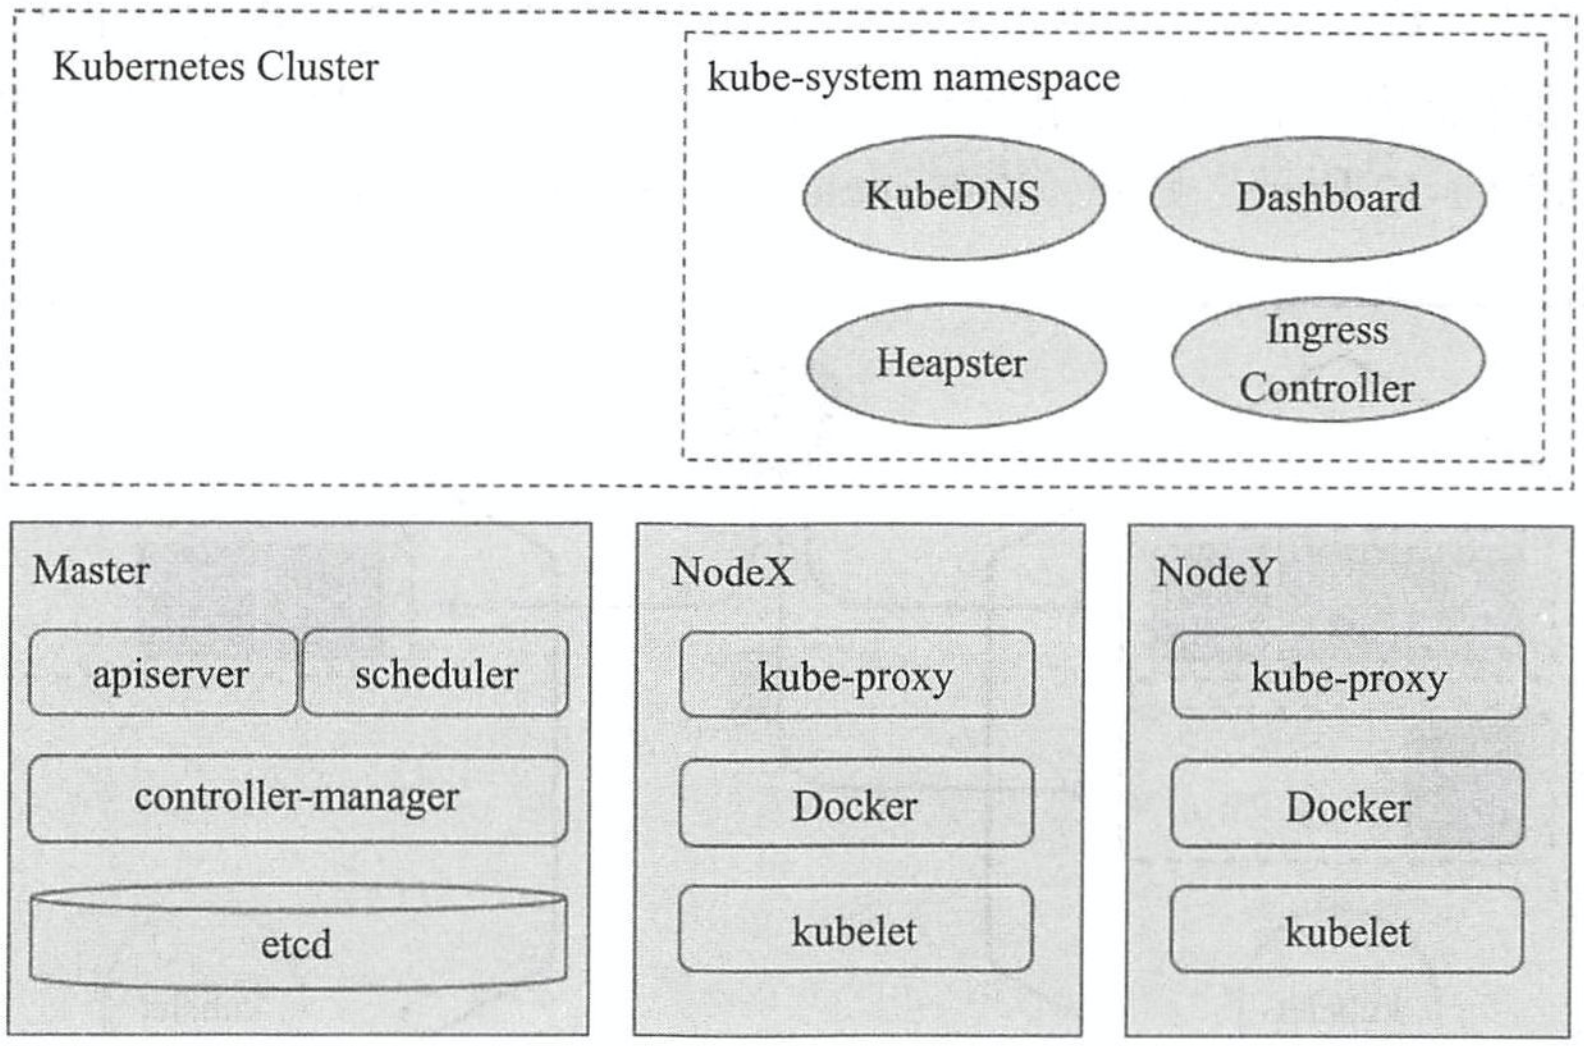 Kubernetes Cluster
kube-system namespace
KubeDNS
Dashboard
Heapster
Ingress
Controller
Master
apiserver
scheduler
controller-manager
etcd
NodeX
kube-proxy
Docker
kubelet
NodeY
kube-proxy
Docker
kubelet